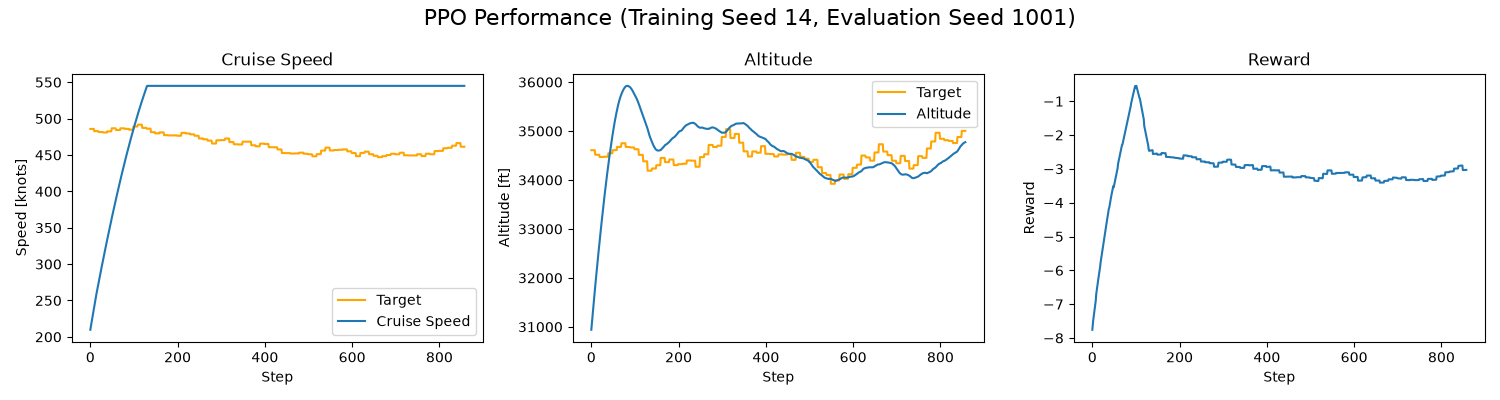 PPO Performance (Training Seed 14, Evaluation Seed 1001)
Cruise Speed
550
500
450
400
350
300
250
200
Speed [knots]
Target
Cruise Speed
0 200 400 600 800
Step
Altitude
36000
35000
34000
33000
32000
31000
Altitude [ft]
Target
Altitude
0 200 400 600 800
Step
Reward
−1
−2
−3
−4
−5
−6
−7
−8
Reward
0 200 400 600 800
Step